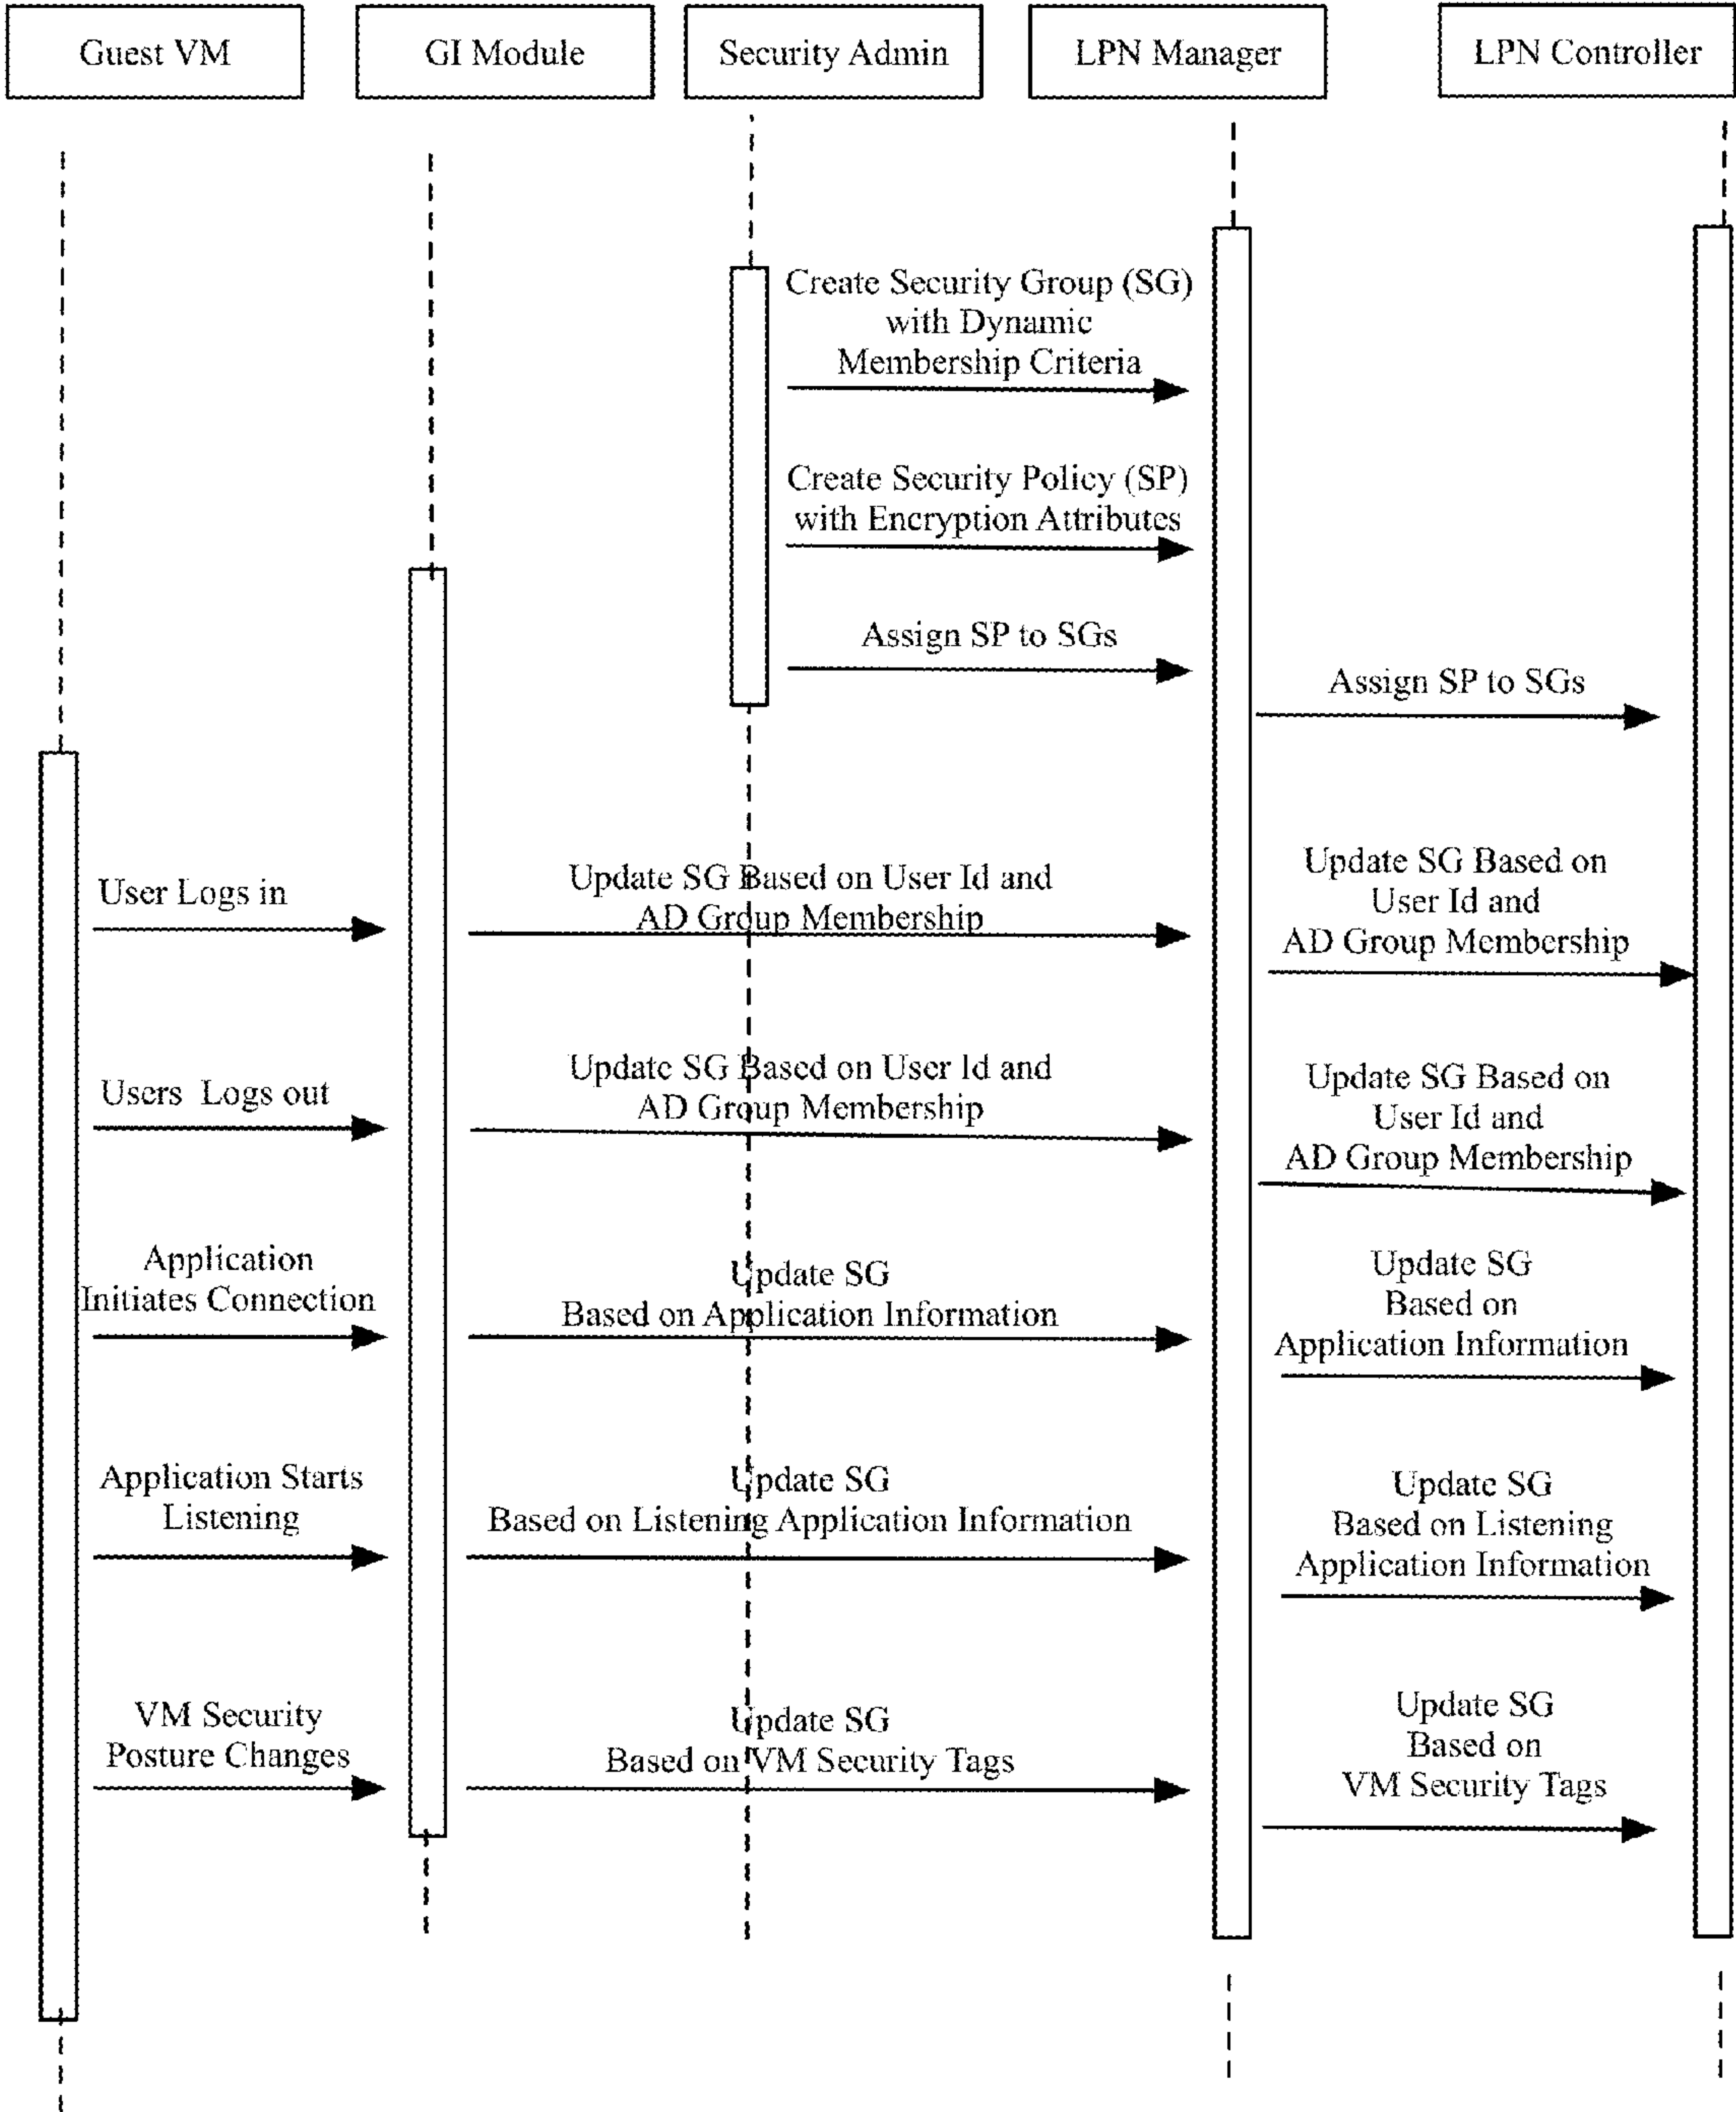 Guest VM
GI Module
Security Admin
LPN Manager
LPN Controller
Create Security Group (SG)
with Dynamic
Membership Criteria
Create Security Policy (SP)
with Encryption Attributes
Assign SP to SGs
Assign SP to SGs
User Logs in
Update SG Based on User Id and
AD Group Membership
Update SG Based on
User Id and
AD Group Membership
Users Logs out
Update SG Based on User Id and
AD Group Membership
Update SG Based on
User Id and
AD Group Membership
Application
Initiates Connection
Update SG
Based on Application Information
Update SG
Based on
Application Information
Application Starts
Listening
Update SG
Based on Listening Application Information
Update SG
Based on Listening
Application Information
VM Security
Posture Changes
Update SG
Based on VM Security Tags
Update SG
Based on
VM Security Tags